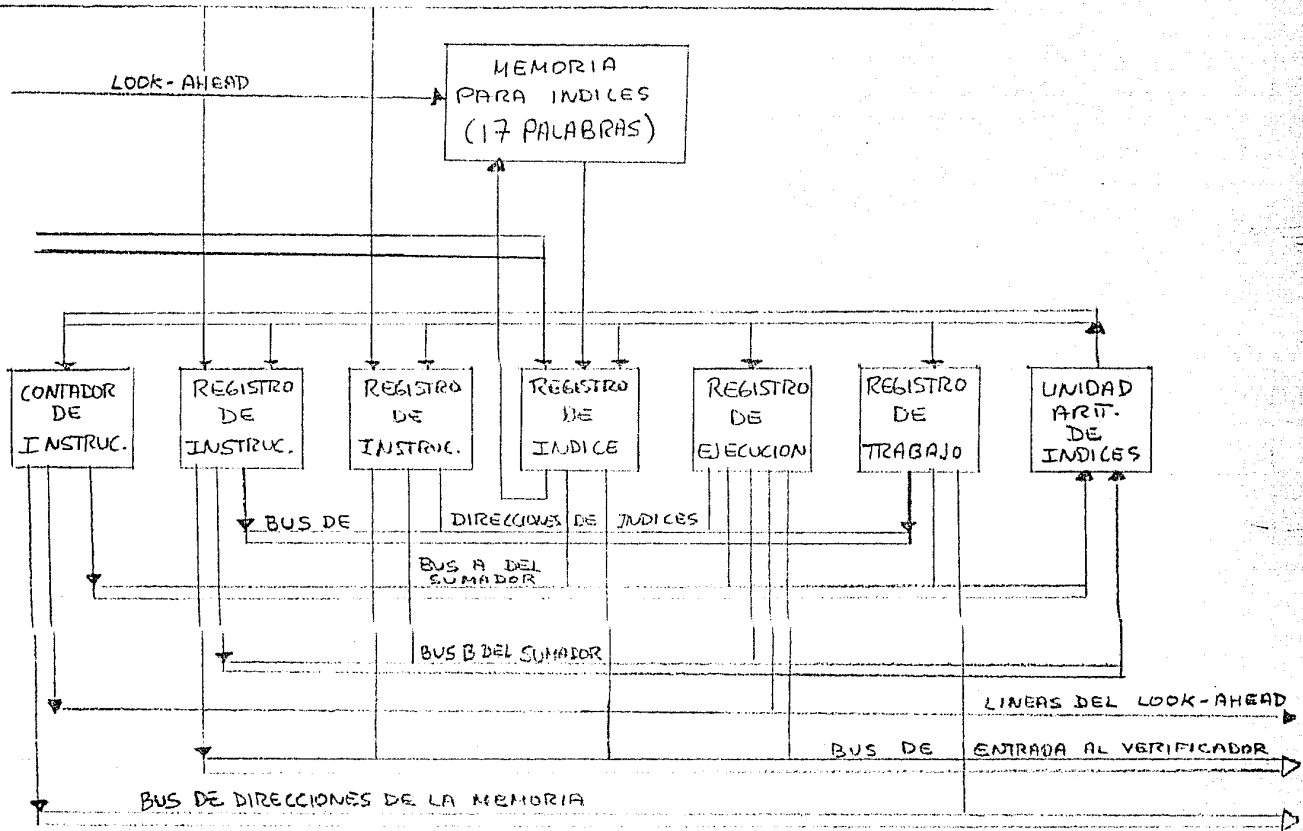 LOOK-AHEAD
MEMORIA
PARA INDICES
(17 PALABRAS)
CONTADOR
DE
INSTRUC.
REGISTRO
DE
INSTRUC.
REGISTRO
DE
INSTRUC.
REGISTRO
DE
INDICE
REGISTRO
DE
EJECUCION
REGISTRO
DE
TRABAJO
UNIDAD
ARIT.
DE
INDICES
BUS DE DIRECCIONES DE INDICES
BUS A DEL
SUMADOR
BUS B DEL SUMADOR
LINEAS DEL LOOK-AHEAD
BUS DE ENTRADA AL VERIFICADOR
BUS DE DIRECCIONES DE LA MEMORIA